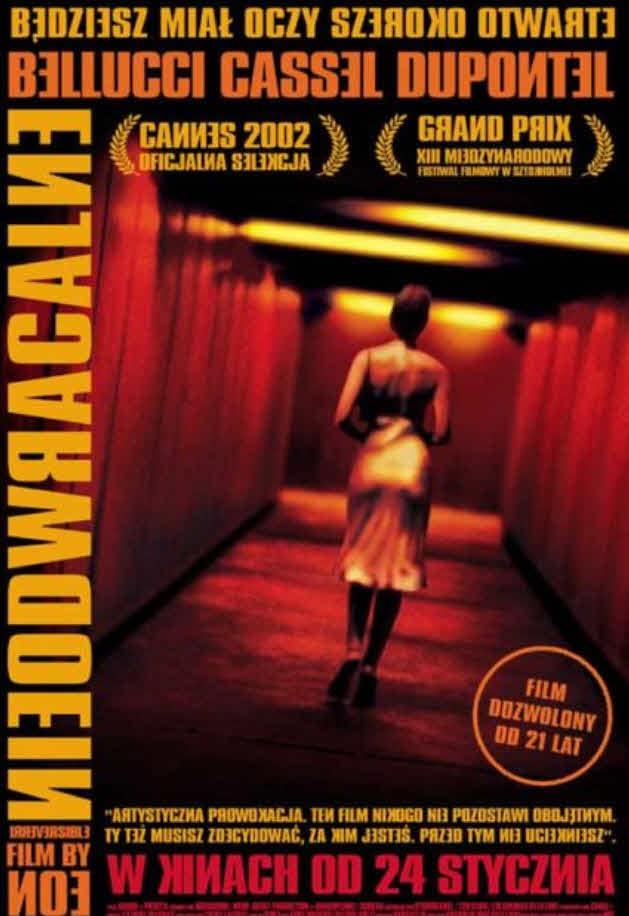 BĘDZIESZ MIAŁ OCZY SZEROKO OTWARTE
BELLUCCI CASSEL DUPONTEL
CANNES 2002
OFICJALNA SELEKCJA
GRAND PRIX
XIII MIĘDZYNARODOWY
FESTIWAL FILMOWY W SZTOKHOLMIE
NIEODWRACALNE
FILM
DOZWOLONY
OD 21 LAT
"ARTYSTYCZNA PROWOKACJA. TEN FILM NIKOGO NIE POZOSTAWI OBOJĘTNYM.
TY TEŻ MUSISZ ZDECYDOWAĆ, ZA KIM JESTEŚ. PRZED TYM NIE UCIEKNIESZ".
IRREVERSIBLE
FILM BY
NOE
W KINACH OD 24 STYCZNIA